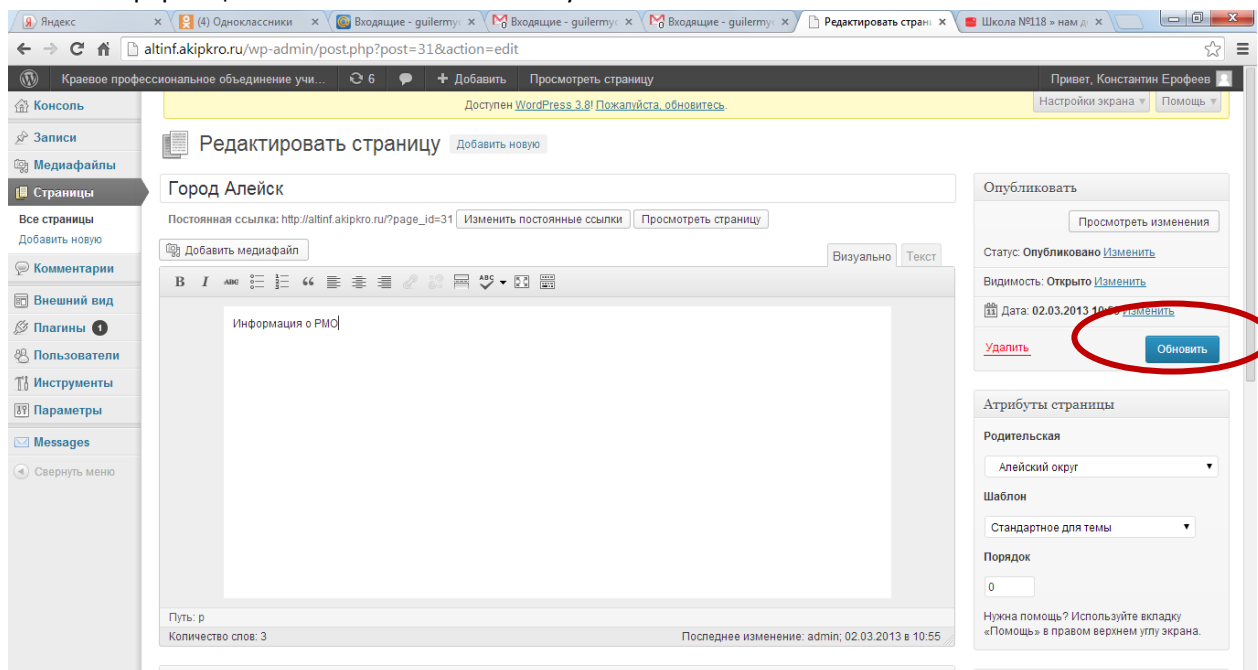 Яндекс
(4) Одноклассники
Входящие - guilermy
Входящие - guilermy
Входящие - guilermy
Редактировать стран
Школа №118 » нам д
altinf.akipkro.ru/wp-admin/post.php?post=31&action=edit
Краевое профессиональное объединение учи... 6 + Добавить Просмотреть страницу Привет, Константин Ерофеев
Доступен WordPress 3.8! Пожалуйста, обновитесь.
Настройки экрана Помощь
Консоль
Записи
Медиафайлы
Страницы
Все страницы
Добавить новую
Комментарии
Внешний вид
Плагины 1
Пользователи
Инструменты
Параметры
Messages
Свернуть меню
Редактировать страницу Добавить новую
Город Алейск
Постоянная ссылка: http://altinf.akipkro.ru/?page_id=31 Изменить постоянные ссылки Просмотреть страницу
Добавить медиафайл
Визуально Текст
B I ABC ABC
Информация о РМО
Путь: p
Количество слов: 3 Последнее изменение: admin; 02.03.2013 в 10:55
Опубликовать
Просмотреть изменения
Статус: Опубликовано Изменить
Видимость: Открыто Изменить
Дата: 02.03.2013 Изменить
Удалить Обновить
Атрибуты страницы
Родительская
Алейский округ
Шаблон
Стандартное для темы
Порядок
0
Нужна помощь? Используйте вкладку
«Помощь» в правом верхнем углу экрана.